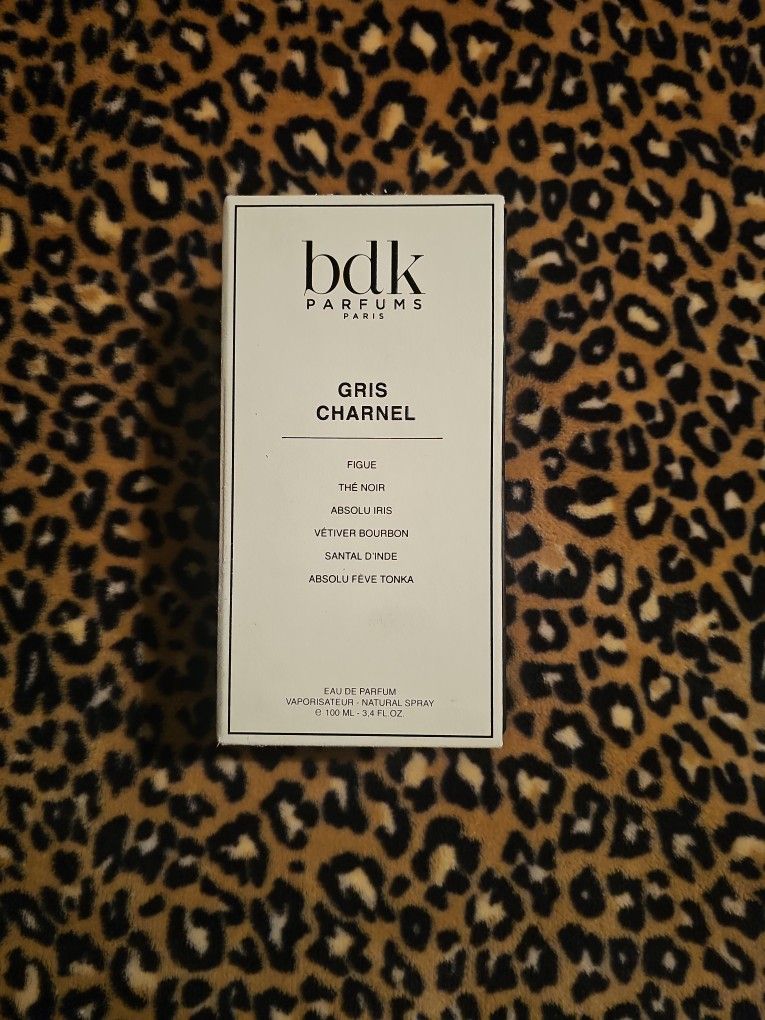 bdk
PARFUMS
PARIS
GRIS
CHARNEL
FIGUE
THÉ NOIR
ABSOLU IRIS
VÉTIVER BOURBON
SANTAL D'INDE
ABSOLU FÈVE TONKA
EAU DE PARFUM
VAPORISATEUR - NATURAL SPRAY
℮ 100 ML - 3,4 FL.OZ.